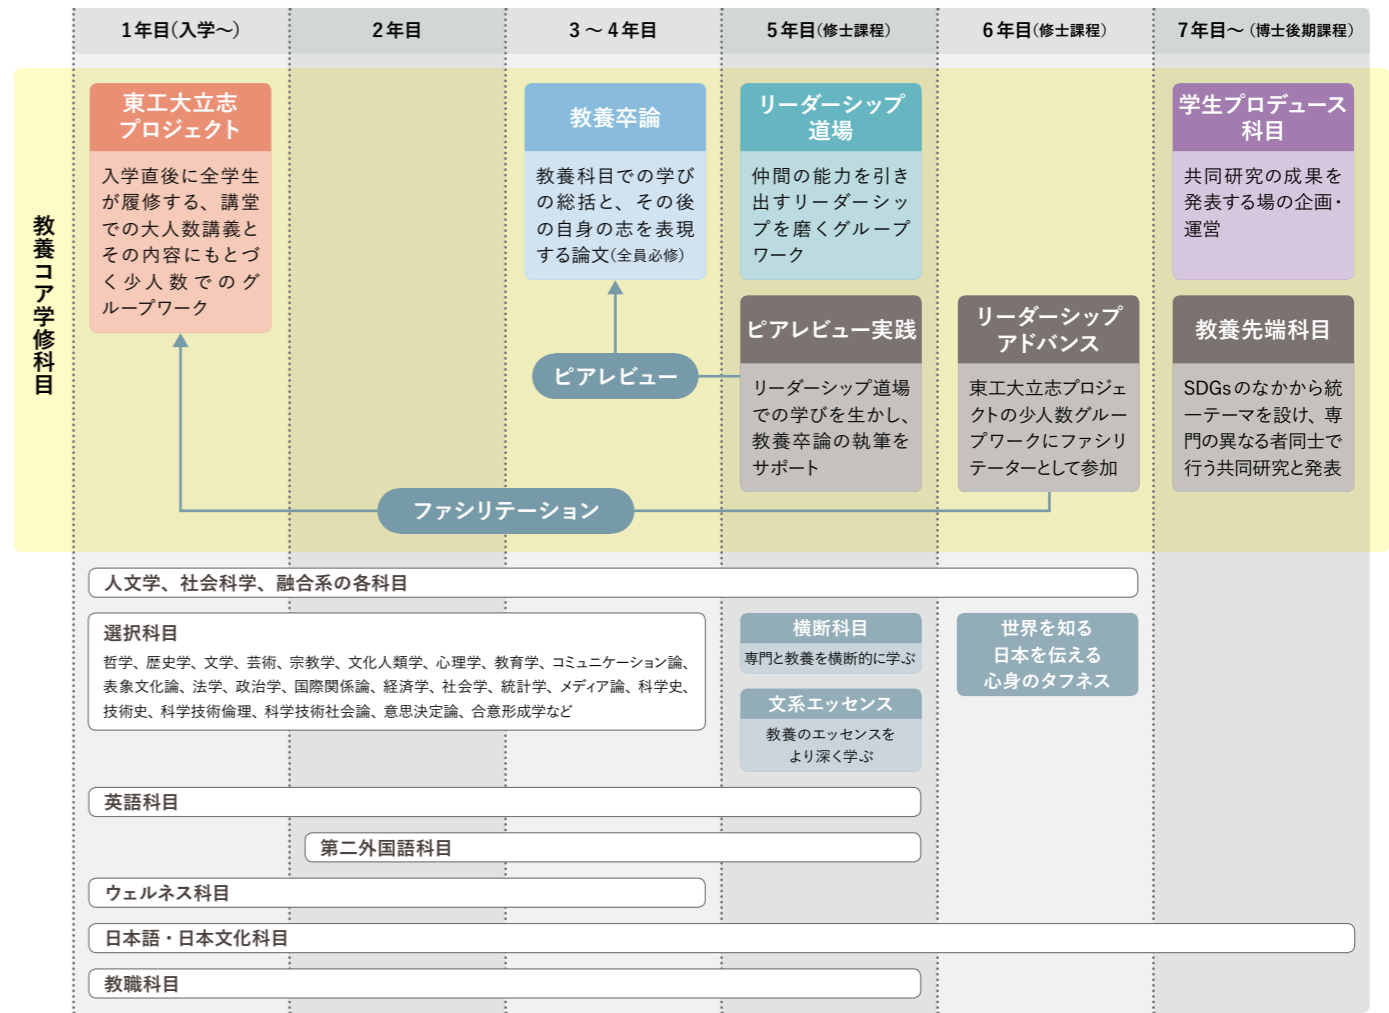 1年目(入学～)
2年目
3～4年目
5年目(修士課程)
6年目(修士課程)
7年目～(博士後期課程)
教養コア学修科目
東工大立志
プロジェクト
入学直後に全学生
が履修する、講堂
での大人数講義と
その内容にもとづ
く少人数でのグ
ループワーク
教養卒論
教養科目での学び
の総括と、その後
の自身の志を表現
する論文(全員必修)
リーダーシップ
道場
仲間の能力を引き
出すリーダーシッ
プを磨くグループ
ワーク
学生プロデュース
科目
共同研究の成果を
発表する場の企画・
運営
ピアレビュー
ピアレビュー実践
リーダーシップ道場
での学びを生かし、
教養卒論の執筆を
サポート
リーダーシップ
アドバンス
東工大立志プロジェ
クトの少人数グルー
プワークにファシリ
テーターとして参加
教養先端科目
SDGsのなかから統
一テーマを設け、専
門の異なる者同士で
行う共同研究と発表
ファシリテーション
人文学、社会科学、融合系の各科目
選択科目
哲学、歴史学、文学、芸術、宗教学、文化人類学、心理学、教育学、コミュニケーション論、
表象文化論、法学、政治学、国際関係論、経済学、社会学、統計学、メディア論、科学史、
技術史、科学技術倫理、科学技術社会論、意思決定論、合意形成学など
横断科目
専門と教養を横断的に学ぶ
文系エッセンス
教養のエッセンスを
より深く学ぶ
世界を知る
日本を伝える
心身のタフネス
英語科目
第二外国語科目
ウェルネス科目
日本語・日本文化科目
教職科目